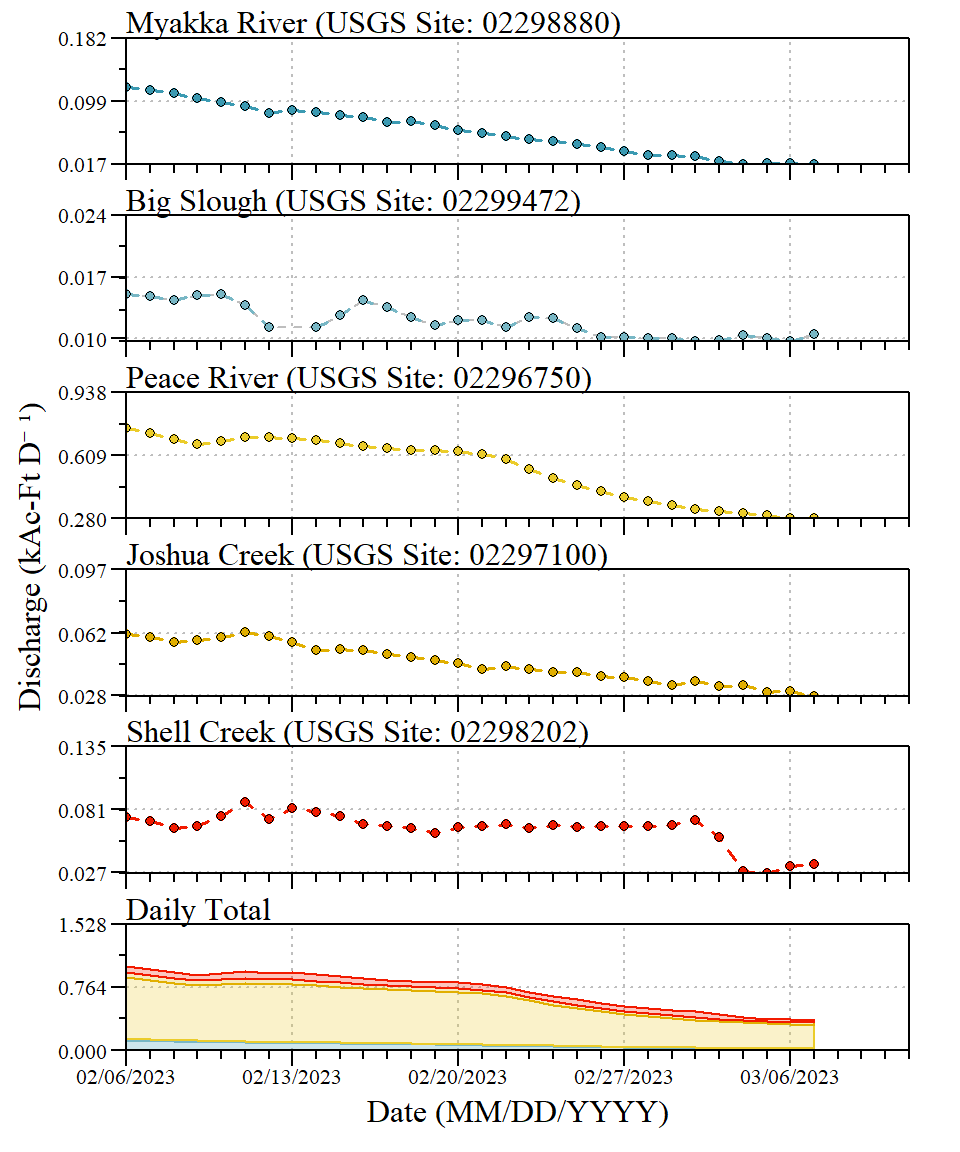 Myakka River (USGS Site: 02298880)
0.182
0.099
0.017
Big Slough (USGS Site: 02299472)
0.024
0.017
0.010
Peace River (USGS Site: 02296750)
0.938
0.609
0.280
Joshua Creek (USGS Site: 02297100)
0.097
0.062
0.028
Shell Creek (USGS Site: 02298202)
0.135
0.081
0.027
Daily Total
1.528
0.764
0.000
Discharge (kAc-Ft D⁻¹)
02/06/2023 02/13/2023 02/20/2023 02/27/2023 03/06/2023
Date (MM/DD/YYYY)